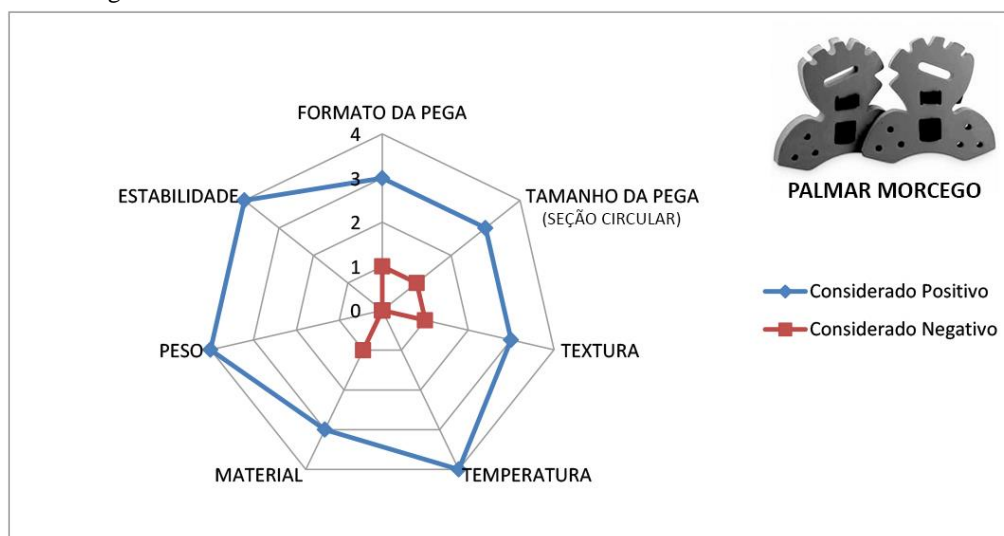 FORMATO DA PEGA
4
3
2
1
0
TAMANHO DA PEGA
(SEÇÃO CIRCULAR)
TEXTURA
TEMPERATURA
MATERIAL
PESO
ESTABILIDADE
PALMAR MORCEGO
Considerado Positivo
Considerado Negativo